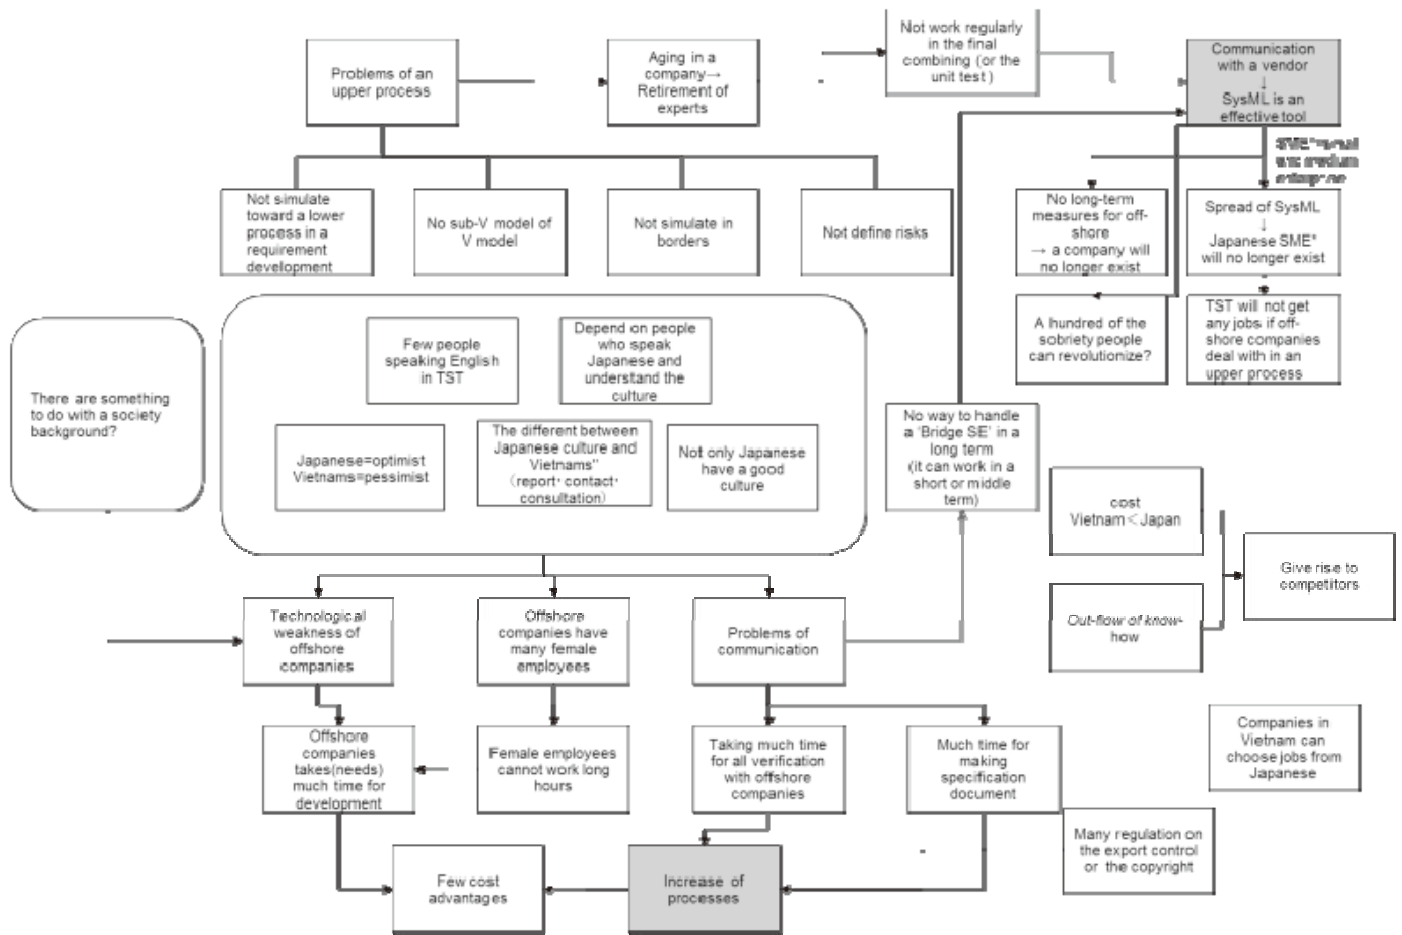 Problems of an
upper process
Aging in a
company→
Retirement of
experts
Not work regularly
in the final
combining (or the
unit test)
Communication
with a vendor
↓
SysML is an
effective tool
Not simulate
toward a lower
process in a
requirement
development
No sub-V model of
V model
Not simulate in
borders
Not define risks
No long-term
measures for off-
shore
→ a company will
no longer exist
Spread of SysML
↓
Japanese SME*
will no longer exist
A hundred of the
sobriety people
can revolutionize?
TST will not get
any jobs if off-
shore companies
deal with in an
upper process
There are something
to do with a society
background?
Few people
speaking English
in TST
Depend on people
who speak
Japanese and
understand the
culture
Japanese=optimist
Vietnams=pessimist
The different between
Japanese culture and
Vietnams"
(report・contact・
consultation)
Not only Japanese
have a good
culture
No way to handle
a 'Bridge SE' in a
long term
(it can work in a
short or middle
term)
cost
Vietnam＜Japan
Out-flow of know-
how
Give rise to
competitors
Technological
weakness of
offshore
companies
Offshore
companies have
many female
employees
Problems of
communication
Offshore
companies
takes(needs)
much time for
development
Female employees
cannot work long
hours
Taking much time
for all verification
with offshore
companies
Much time for
making
specification
document
Companies in
Vietnam can
choose jobs from
Japanese
Many regulation on
the export control
or the copyright
Few cost
advantages
Increase of
processes